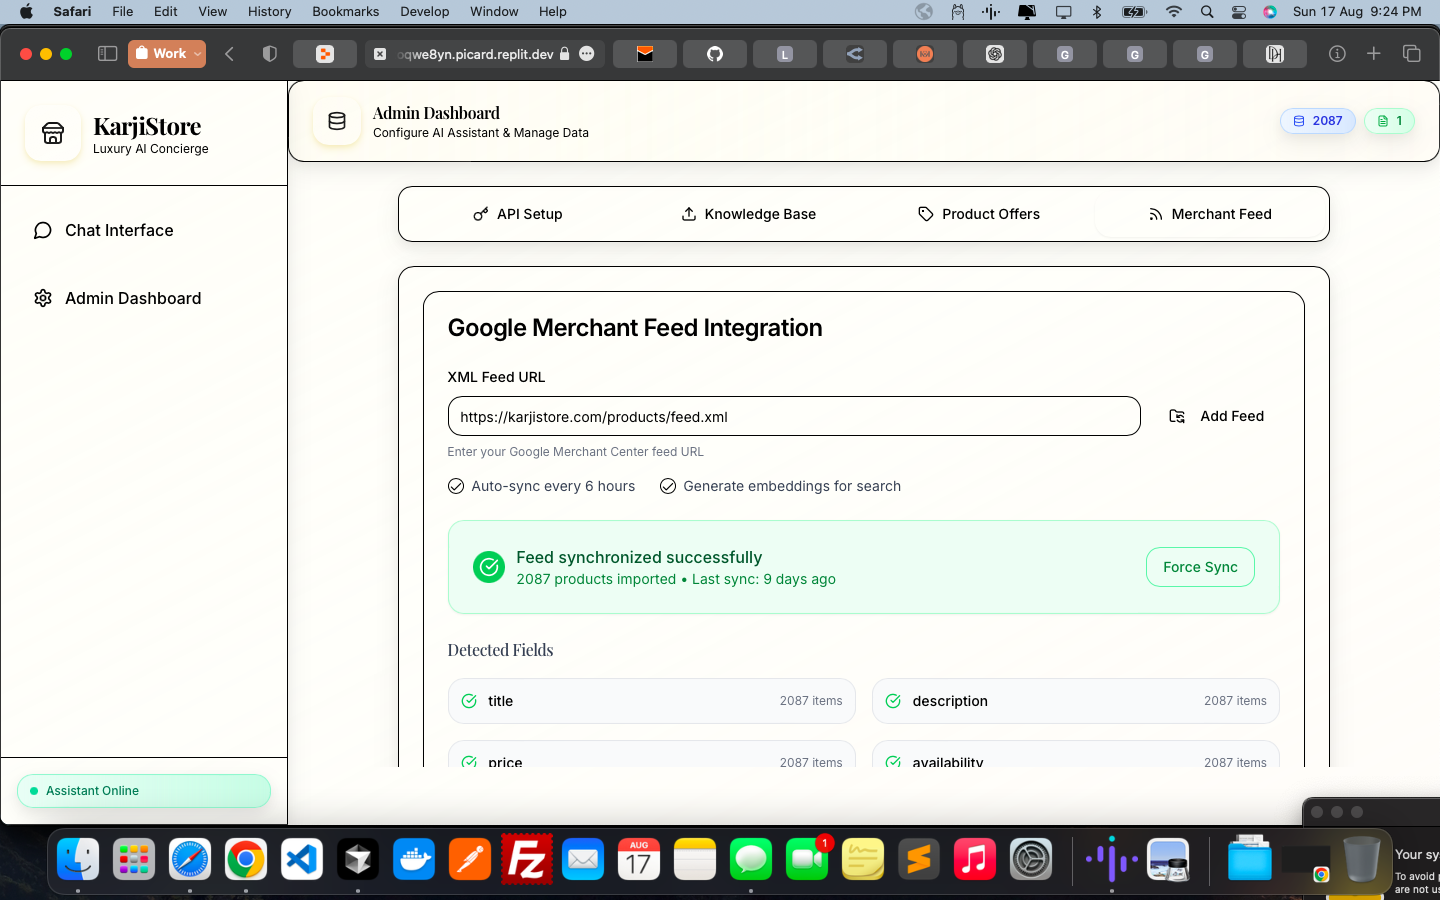 Safari File Edit View History Bookmarks Develop Window Help Sun 17 Aug 9:24 PM
Work qwe8yn.picard.replit.dev L G G G
KarjiStore
Luxury AI Concierge
Admin Dashboard
Configure AI Assistant & Manage Data
2087 1
API Setup Knowledge Base Product Offers Merchant Feed
Chat Interface
Admin Dashboard
Google Merchant Feed Integration
XML Feed URL
https://karjistore.com/products/feed.xml Add Feed
Enter your Google Merchant Center feed URL
Auto-sync every 6 hours Generate embeddings for search
Feed synchronized successfully
2087 products imported • Last sync: 9 days ago
Force Sync
Detected Fields
title 2087 items description 2087 items
price 2087 items availability 2087 items
Assistant Online
Fz AUG
17
1
Your sy
To avoid
are not us